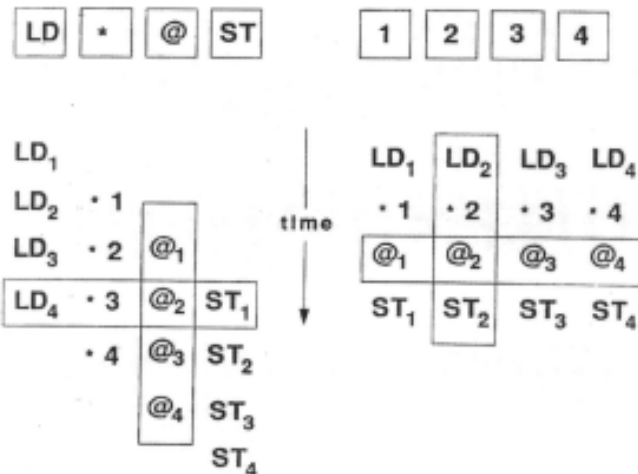 LD * @ ST
1 2 3 4
LD₁
LD₂ * 1
LD₃ * 2 @₁
LD₄ * 3 @₂ ST₁
* 4 @₃ ST₂
@₄ ST₃
ST₄
time
LD₁ LD₂ LD₃ LD₄
* 1 * 2 * 3 * 4
@₁ @₂ @₃ @₄
ST₁ ST₂ ST₃ ST₄